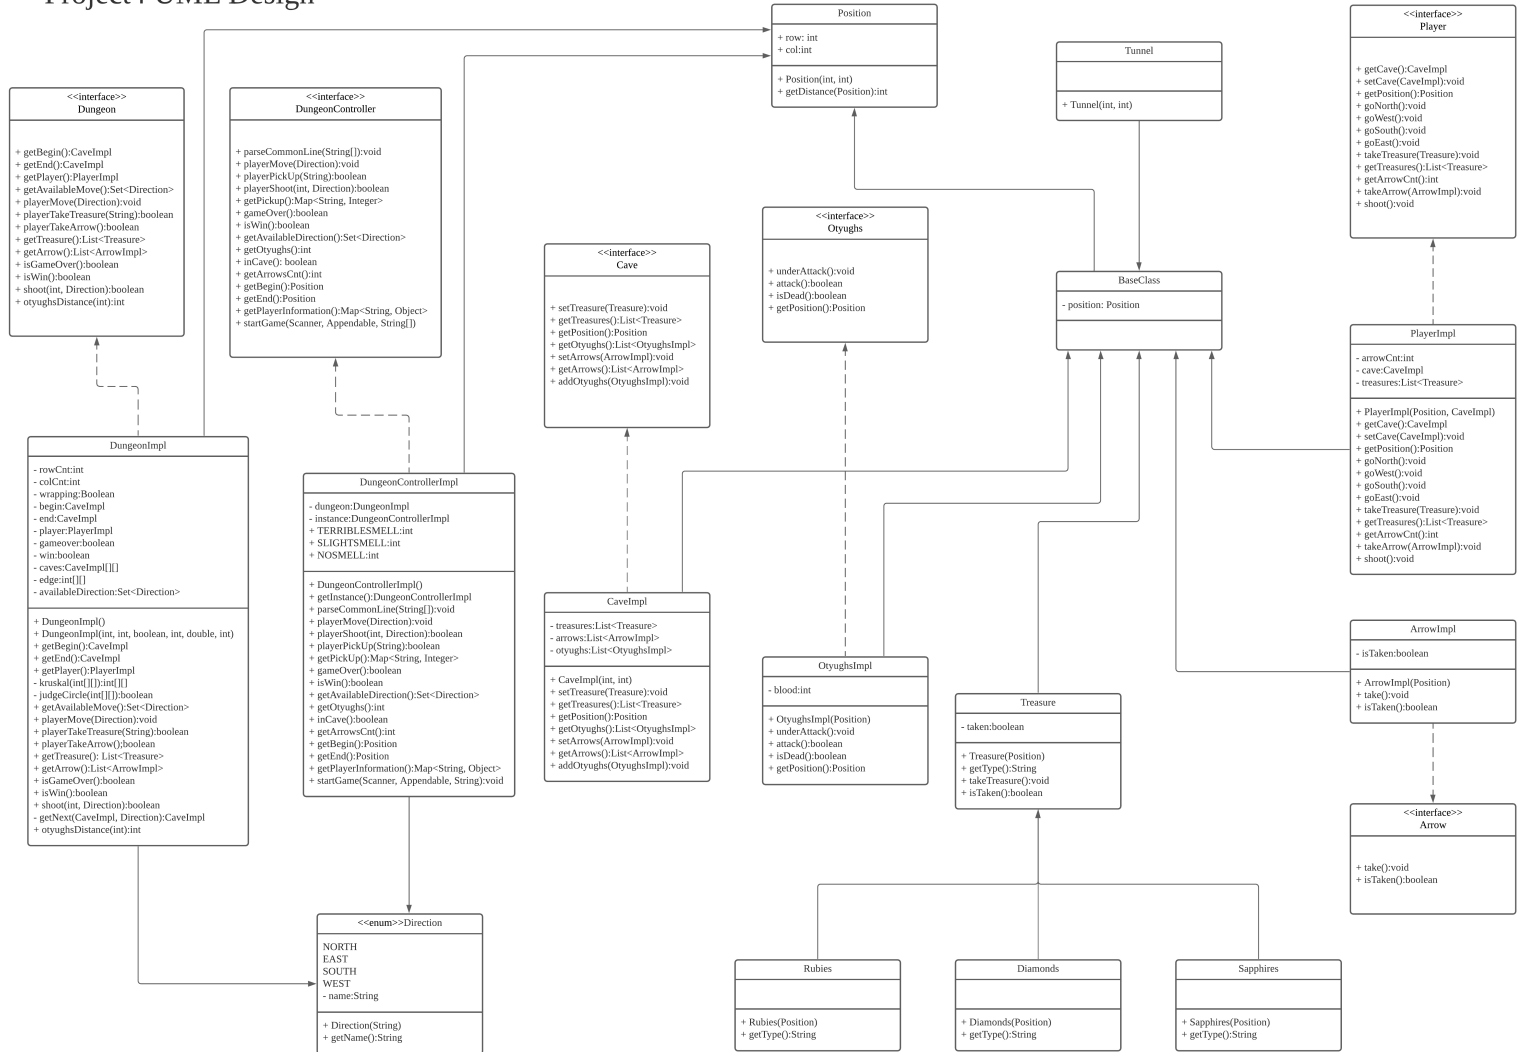 Project4 UML Design
<<interface>>
Dungeon
+ getBegin():CaveImpl
+ getEnd():CaveImpl
+ getPlayer():PlayerImpl
+ getAvailableMove():Set<Direction>
+ playerMove(Direction):void
+ playerTakeTreasure(String):boolean
+ playerTakeArrow():boolean
+ getTreasure():List<Treasure>
+ getArrow():List<ArrowImpl>
+ isGameOver():boolean
+ isWin():boolean
+ shoot(int, Direction):boolean
+ otyughsDistance(int):int
<<interface>>
DungeonController
+ parseCommonLine(String[]):void
+ playerMove(Direction):void
+ playerPickUp(String):boolean
+ playerShoot(int, Direction):boolean
+ getPickup():Map<String, Integer>
+ gameOver():boolean
+ isWin():boolean
+ getAvailableDirection():Set<Direction>
+ getOtyughs():int
+ inCave(): boolean
+ getArrowsCnt():int
+ getBegin():Position
+ getEnd():Position
+ getPlayerInformation():Map<String, Object>
+ startGame(Scanner, Appendable, String[])
Position
+ row: int
+ col:int
+ Position(int, int)
+ getDistance(Position):int
Tunnel
+ Tunnel(int, int)
<<interface>>
Player
+ getCave():CaveImpl
+ setCave(CaveImpl):void
+ getPosition():Position
+ goNorth():void
+ goWest():void
+ goSouth():void
+ goEast():void
+ takeTreasure(Treasure):void
+ getTreasures():List<Treasure>
+ getArrowCnt():int
+ takeArrow(ArrowImpl):void
+ shoot():void
<<interface>>
Cave
+ setTreasure(Treasure):void
+ getTreasures():List<Treasure>
+ getPosition():Position
+ getOtyughs():List<OtyughsImpl>
+ setArrows(ArrowImpl):void
+ getArrows():List<ArrowImpl>
+ addOtyughs(OtyughsImpl):void
<<interface>>
Otyughs
+ underAttack():void
+ attack():boolean
+ isDead():boolean
+ getPosition():Position
BaseClass
- position: Position
PlayerImpl
- arrowCnt:int
- cave:CaveImpl
- treasures:List<Treasure>
+ PlayerImpl(Position, CaveImpl)
+ getCave():CaveImpl
+ setCave(CaveImpl):void
+ getPosition():Position
+ goNorth():void
+ goWest():void
+ goSouth():void
+ goEast():void
+ takeTreasure(Treasure):void
+ getTreasures():List<Treasure>
+ getArrowCnt():int
+ takeArrow(ArrowImpl):void
+ shoot():void
DungeonImpl
- rowCnt:int
- colCnt:int
- wrapping:Boolean
- begin:CaveImpl
- end:CaveImpl
- player:PlayerImpl
- gameover:boolean
- win:boolean
- caves:CaveImpl[][]
- edge:int[][]
- availableDirection:Set<Direction>
+ DungeonImpl()
+ DungeonImpl(int, int, boolean, int, double, int)
+ getBegin():CaveImpl
+ getEnd():CaveImpl
+ getPlayer():PlayerImpl
- kruskal(int[][]):int[][]
- judgeCircle(int[][]):boolean
+ getAvailableMove():Set<Direction>
+ playerMove(Direction):void
+ playerTakeTreasure(String):boolean
+ playerTakeArrow();boolean
+ getTreasure(): List<Treasure>
+ getArrow():List<ArrowImpl>
+ isGameOver():boolean
+ isWin():boolean
+ shoot(int, Direction):boolean
- getNext(CaveImpl, Direction):CaveImpl
+ otyughsDistance(int):int
DungeonControllerImpl
- dungeon:DungeonImpl
- instance:DungeonControllerImpl
+ TERRIBLESMELL:int
+ SLIGHTSMELL:int
+ NOSMELL:int
+ DungeonControllerImpl()
+ getInstance():DungeonControllerImpl
+ parseCommonLine(String[]):void
+ playerMove(Direction):void
+ playerShoot(int, Direction):boolean
+ playerPickUp(String):boolean
+ getPickUp():Map<String, Integer>
+ gameOver():boolean
+ isWin():boolean
+ getAvailableDirection():Set<Direction>
+ getOtyughs():int
+ inCave():boolean
+ getArrowsCnt():int
+ getBegin():Position
+ getEnd():Position
+ getPlayerInformation():Map<String, Object>
+ startGame(Scanner, Appendable, String):void
CaveImpl
- treasures:List<Treasure>
- arrows:List<ArrowImpl>
- otyughs:List<OtyughsImpl>
+ CaveImpl(int, int)
+ setTreasure(Treasure):void
+ getTreasures():List<Treasure>
+ getPosition():Position
+ getOtyughs():List<OtyughsImpl>
+ setArrows(ArrowImpl):void
+ getArrows():List<ArrowImpl>
+ addOtyughs(OtyughsImpl):void
OtyughsImpl
- blood:int
+ OtyughsImpl(Position)
+ underAttack():void
+ attack():boolean
+ isDead():boolean
+ getPosition():Position
Treasure
- taken:boolean
+ Treasure(Position)
+ getType():String
+ takeTreasure():void
+ isTaken():boolean
ArrowImpl
- isTaken:boolean
+ ArrowImpl(Position)
+ take():void
+ isTaken():boolean
<<interface>>
Arrow
+ take():void
+ isTaken():boolean
<<enum>>Direction
NORTH
EAST
SOUTH
WEST
- name:String
+ Direction(String)
+ getName():String
Rubies
+ Rubies(Position)
+ getType():String
Diamonds
+ Diamonds(Position)
+ getType():String
Sapphires
+ Sapphires(Position)
+ getType():String